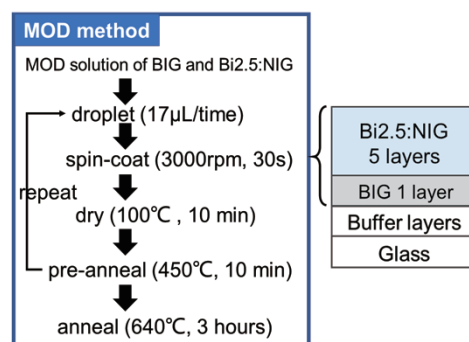 MOD method
MOD solution of BIG and Bi2.5:NIG
droplet (17μL/time)
spin-coat (3000rpm, 30s)
repeat
dry (100℃ , 10 min)
pre-anneal (450℃, 10 min)
anneal (640℃, 3 hours)
Bi2.5:NIG
5 layers
BIG 1 layer
Buffer layers
Glass